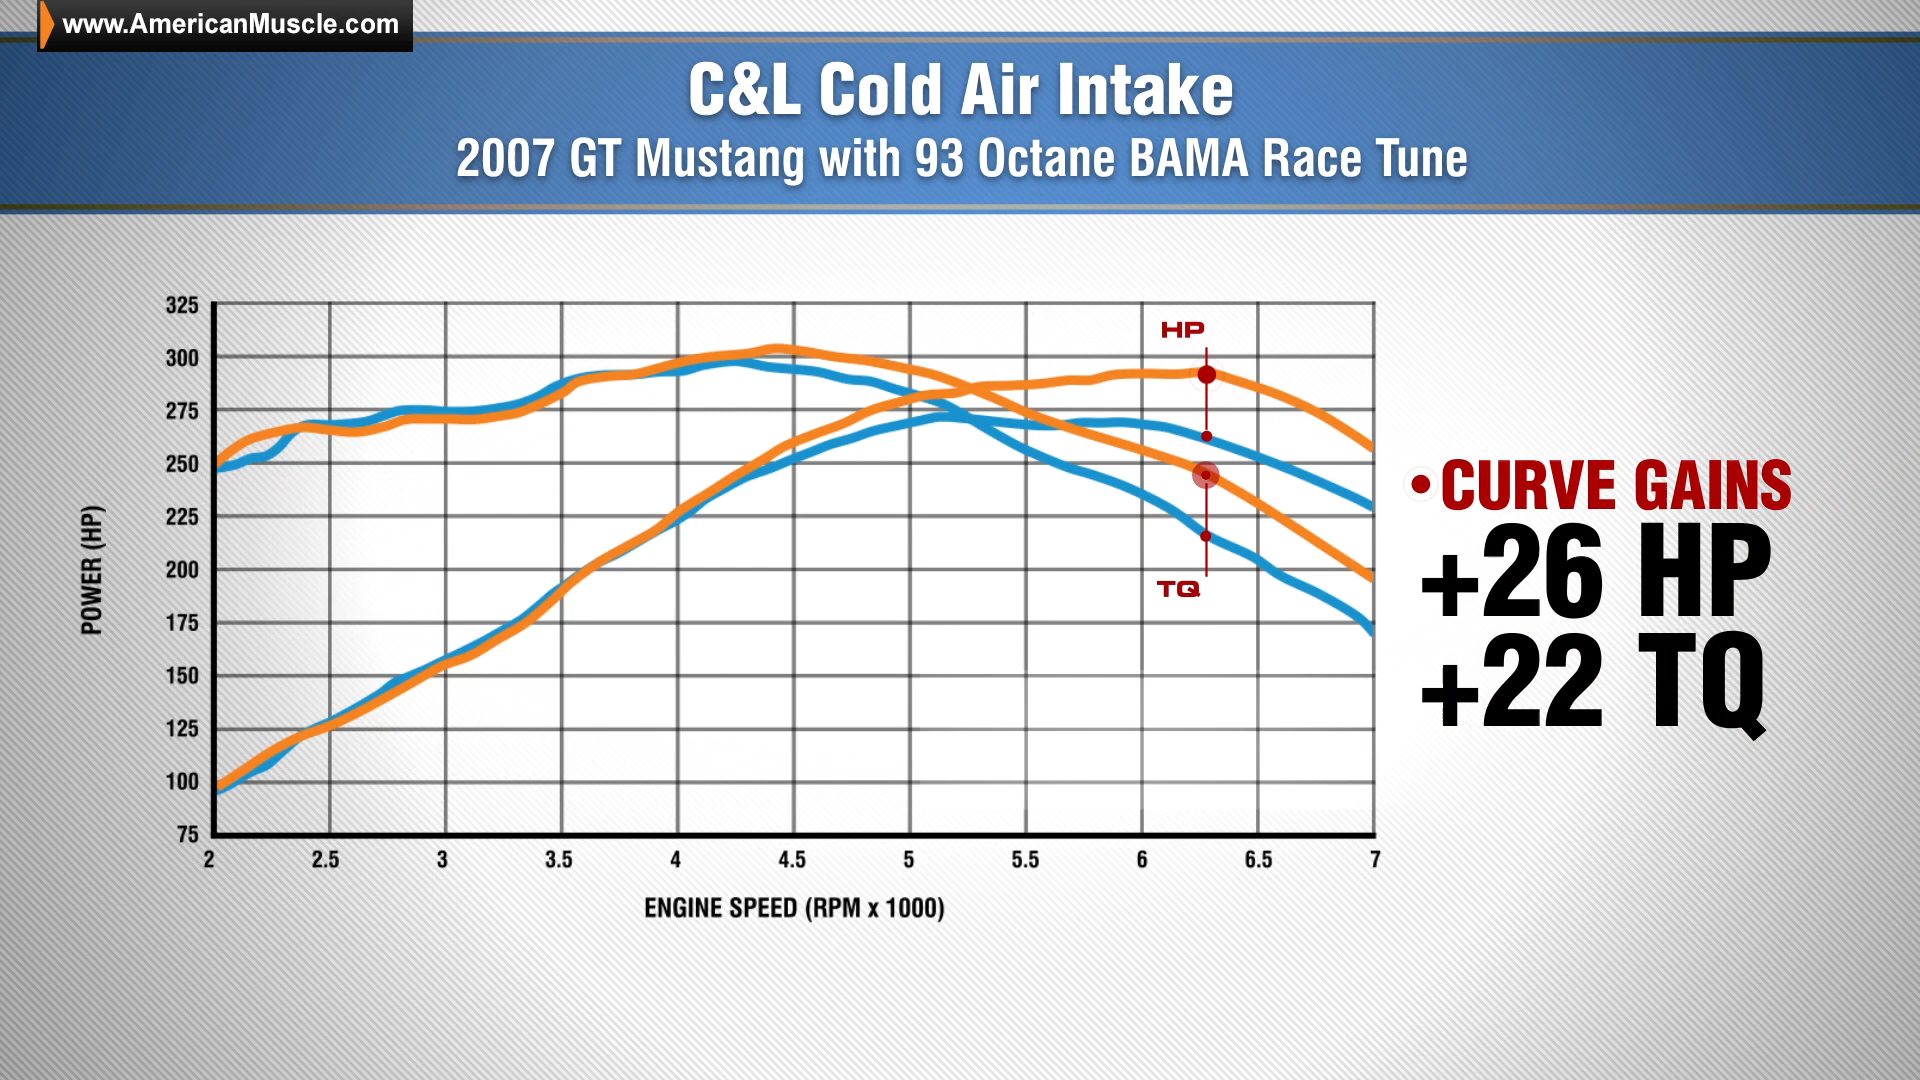 www.AmericanMuscle.com
C&L Cold Air Intake
2007 GT Mustang with 93 Octane BAMA Race Tune
325
300
275
250
225
200
175
150
125
100
75
POWER (HP)
HP
TQ
2 2.5 3 3.5 4 4.5 5 5.5 6 6.5 7
ENGINE SPEED (RPM x 1000)
• CURVE GAINS
+26 HP
+22 TQ